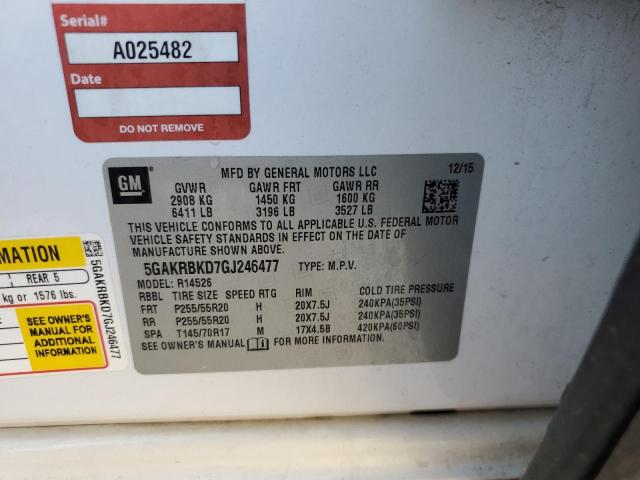 Serial#
A025482
Date
DO NOT REMOVE
GM
MFD BY GENERAL MOTORS LLC
12/15
GVWR GAWR FRT GAWR RR
2908 KG 1450 KG 1600 KG
6411 LB 3196 LB 3527 LB
THIS VEHICLE CONFORMS TO ALL APPLICABLE U.S. FEDERAL MOTOR
VEHICLE SAFETY STANDARDS IN EFFECT ON THE DATE OF
MANUFACTURE SHOWN ABOVE.
5GAKRBKD7GJ246477 TYPE: M.P.V.
MODEL: R14526
RBBL TIRE SIZE SPEED RTG RIM COLD TIRE PRESSURE
FRT P255/55R20 H 20X7.5J 240KPA(35PSI)
RR P255/55R20 H 20X7.5J 240KPA(35PSI)
SPA T145/70R17 M 17X4.5B 420KPA(60PSI)
SEE OWNER'S MANUAL FOR MORE INFORMATION.
REAR 5
kg or 1576 lbs.
SEE OWNER'S
MANUAL FOR
ADDITIONAL
INFORMATION
5GAKRBKD7GJ246477